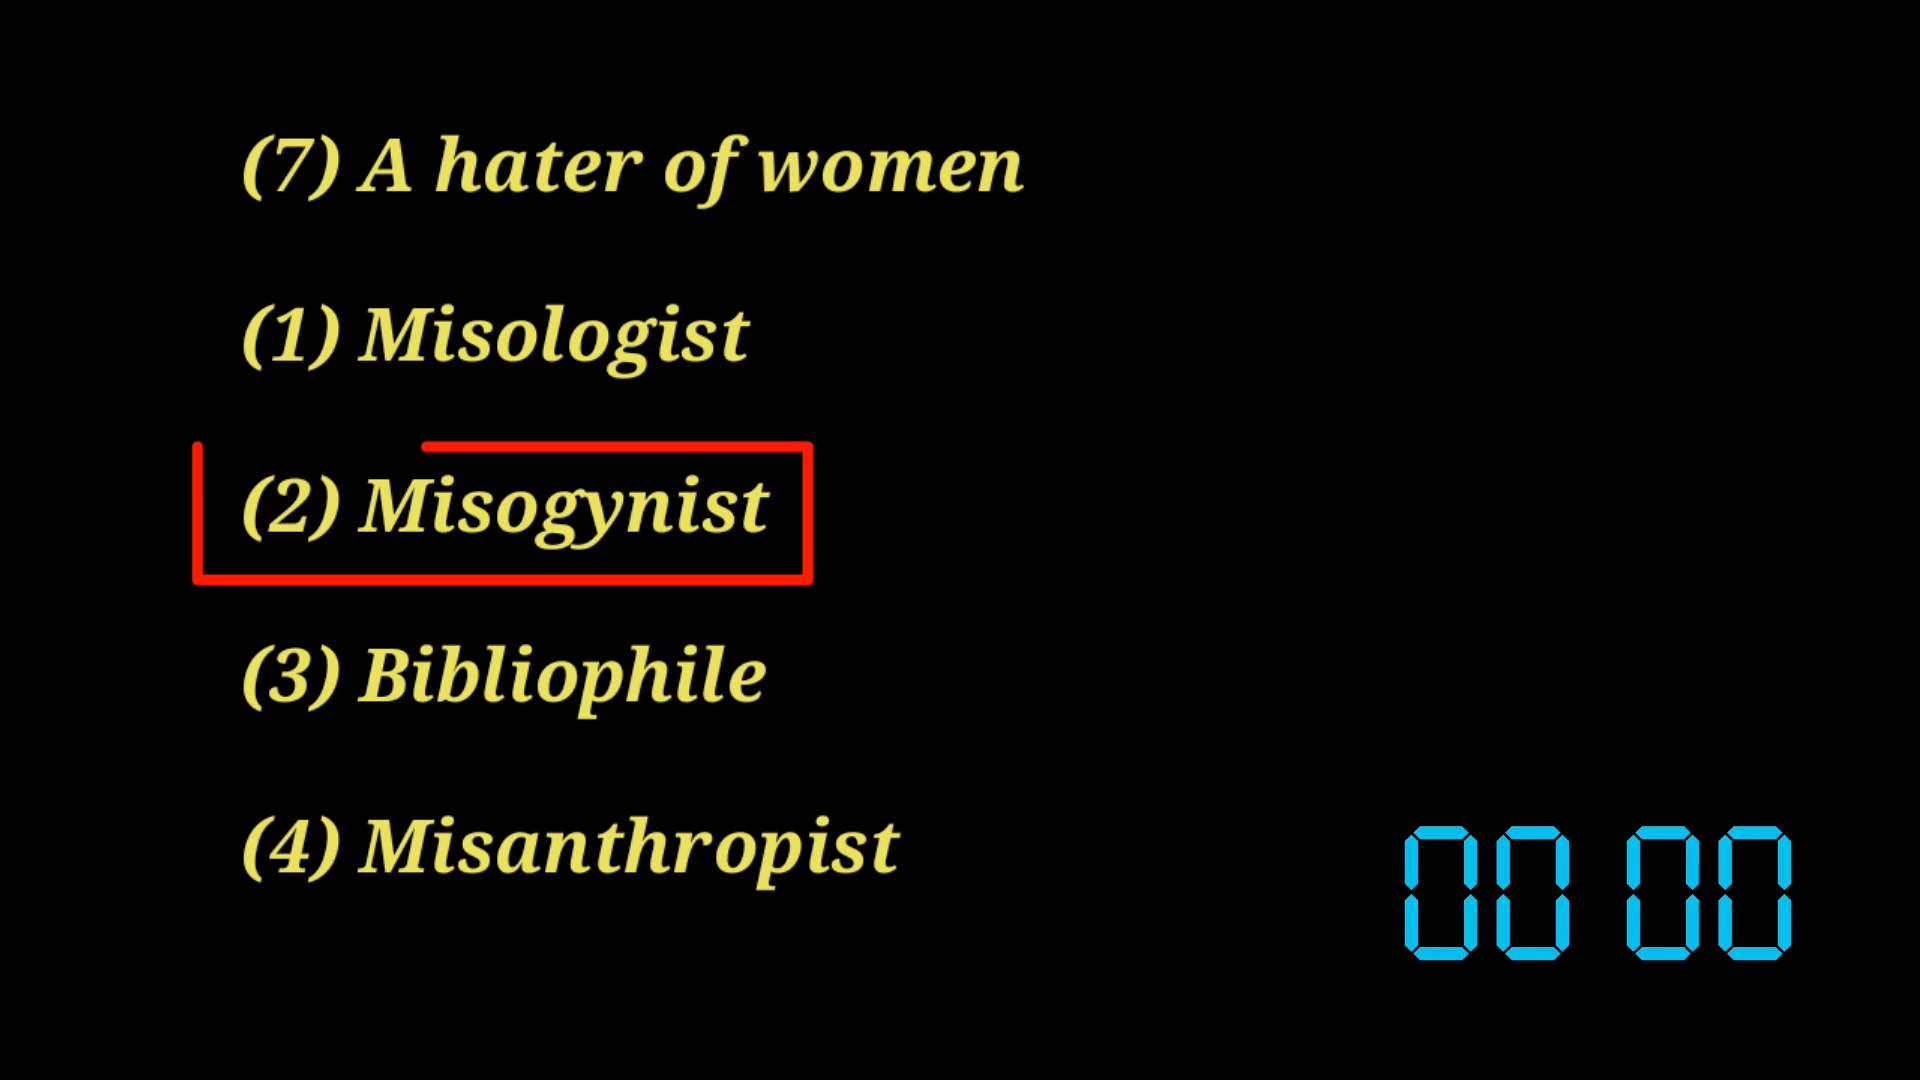 (7) A hater of women
(1) Misologist
(2) Misogynist
(3) Bibliophile
(4) Misanthropist
00 00